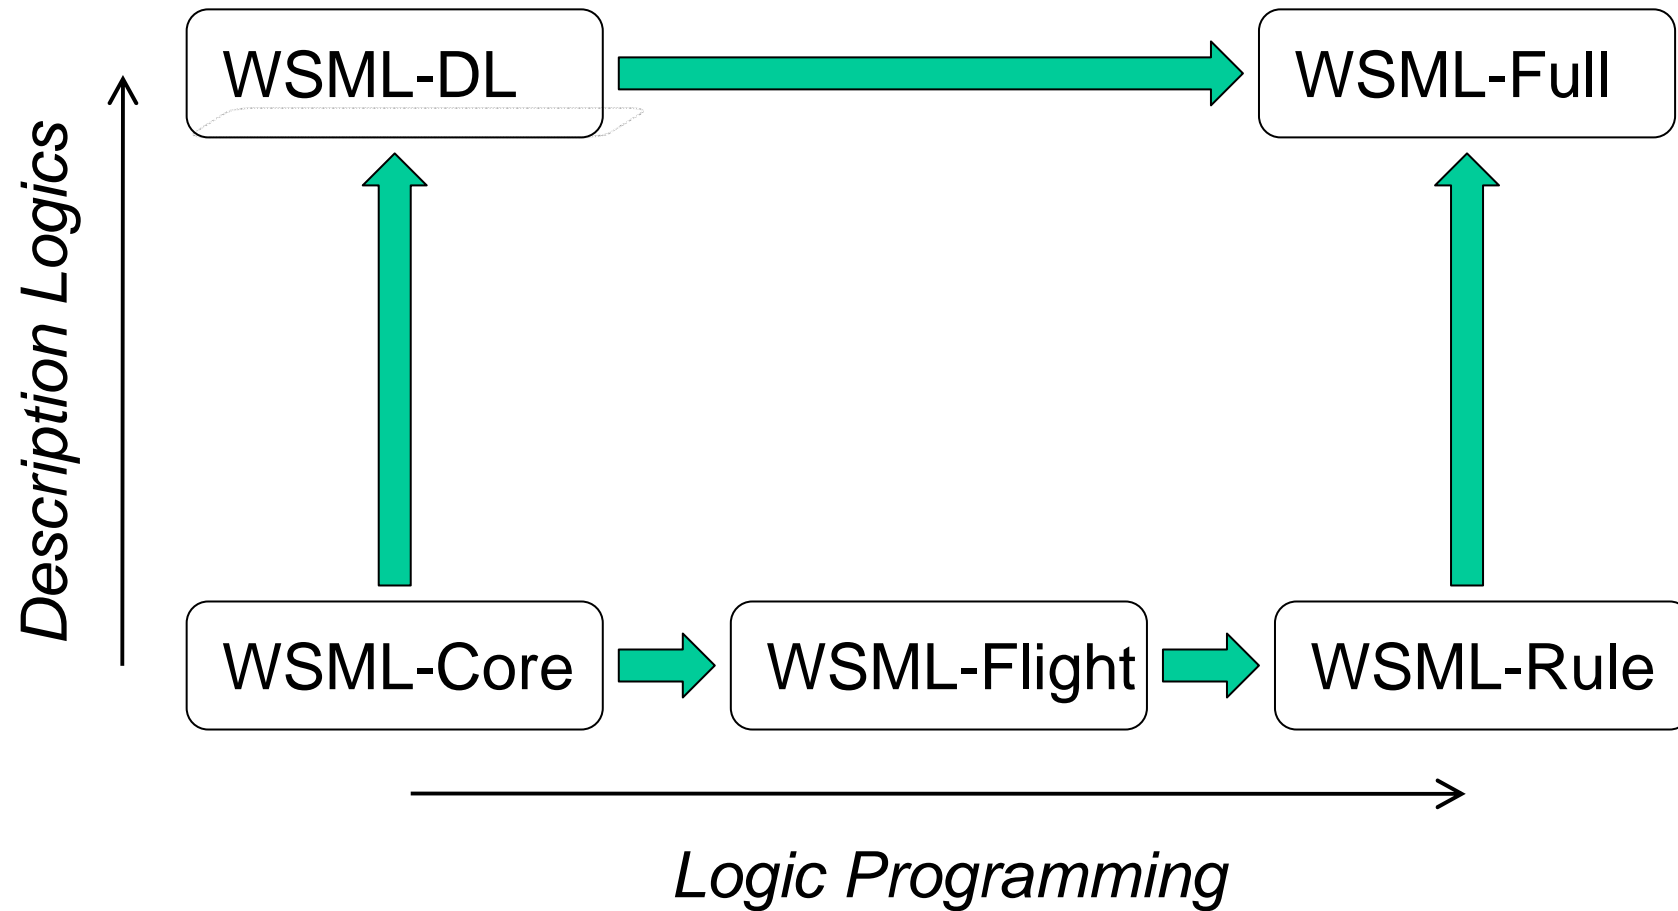 WSML-DL
WSML-Full
Description Logics
WSML-Core
WSML-Flight
WSML-Rule
Logic Programming